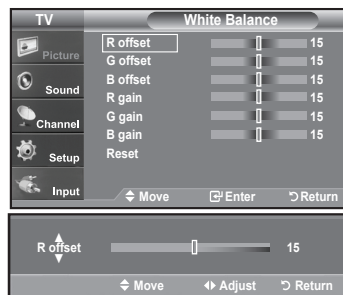 TV
White Balance
Picture
Sound
Channel
Setup
Input
R offset 15
G offset 15
B offset 15
R gain 15
G gain 15
B gain 15
Reset
Move Enter Return
R offset 15
Move Adjust Return